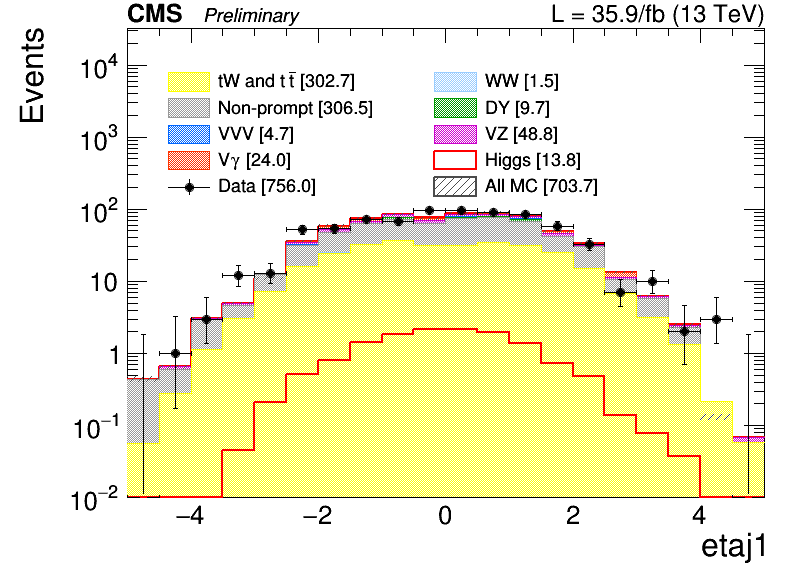 CMS Preliminary L = 35.9/fb (13 TeV)
Events
10⁴
10³
10²
10
1
10⁻¹
10⁻²
tW and tt̅ [302.7] WW [1.5]
Non-prompt [306.5] DY [9.7]
VVV [4.7] VZ [48.8]
Vγ [24.0] Higgs [13.8]
Data [756.0] All MC [703.7]
−4 −2 0 2 4
etaj1